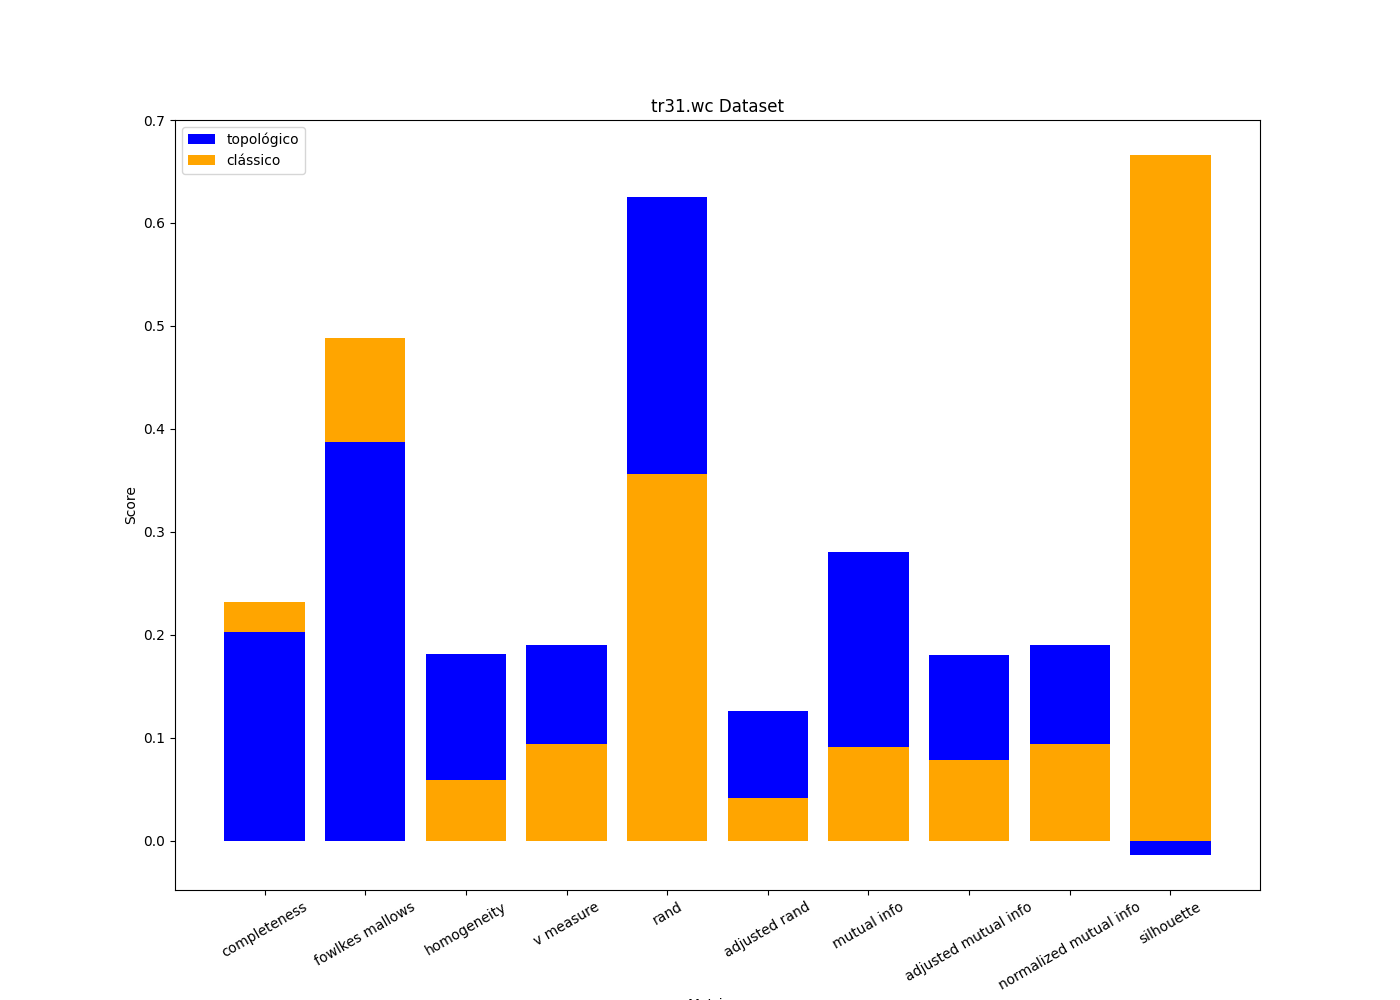 tr31.wc Dataset
topológico
clássico
0.7
0.6
0.5
0.4
0.3
0.2
0.1
0.0
Score
completeness
fowlkes mallows
homogeneity
v measure
rand
adjusted rand
mutual info
adjusted mutual info
normalized mutual info
silhouette